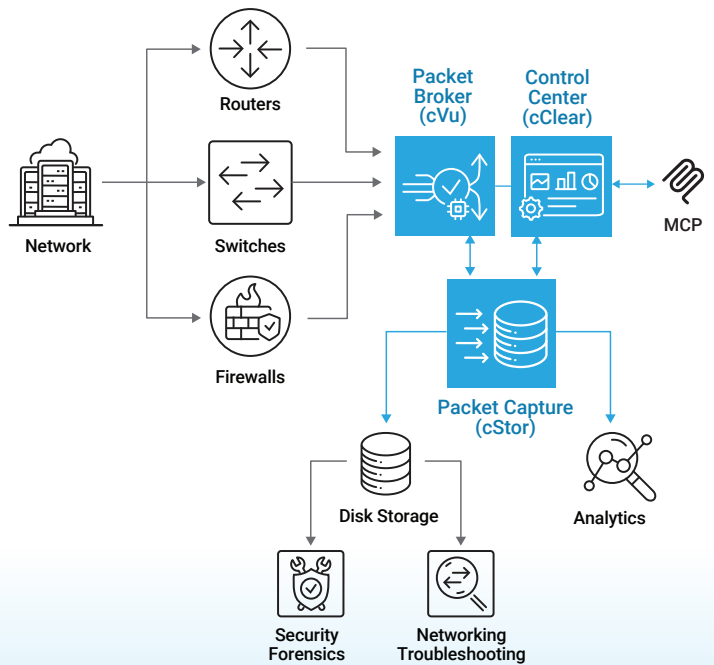 Routers
Packet
Broker
(cVu)
Control
Center
(cClear)
Network
Switches
MCP
Firewalls
Packet Capture
(cStor)
Disk Storage
Analytics
Security
Forensics
Networking
Troubleshooting